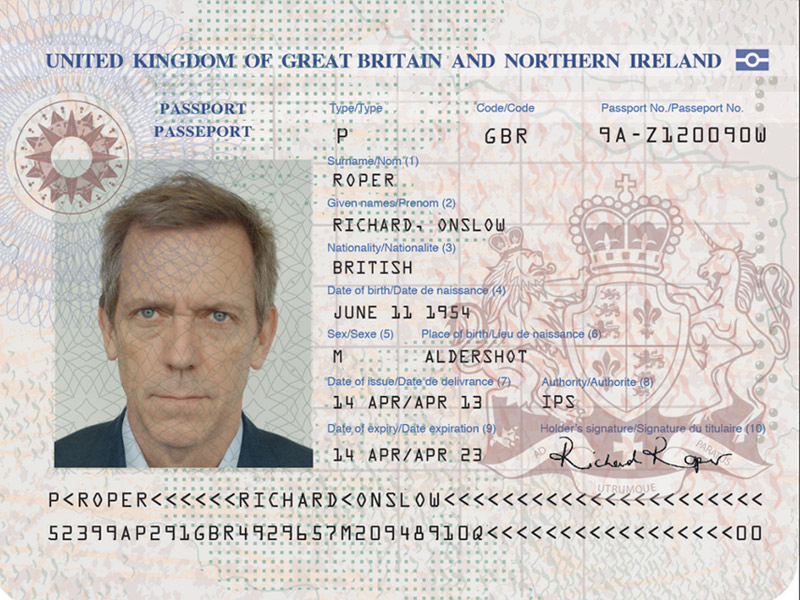 UNITED KINGDOM OF GREAT BRITAIN AND NORTHERN IRELAND
PASSPORT
PASSEPORT
Type/Type Code/Code Passport No./Passeport No.
P GBR 9A-Z120090W
Surname/Nom (1)
ROPER
Given names/Prenom (2)
RICHARD, ONSLOW
Nationality/Nationalite (3)
BRITISH
Date of birth/Date de naissance (4)
JUNE 11 1954
Sex/Sexe (5) Place of birth/Lieu de naissance (6)
M ALDERSHOT
Date of issue/Date de delivrance (7) Authority/Authorite (8)
14 APR/APR 13 IPS
Date of expiry/Date expiration (9) Holder's signature/Signature du titulaire (10)
14 APR/APR 23 Richard Roper
AD UTRUMQUE PARATUS
P<ROPER<<<<<<RICHARD<ONSLOW<<<<<<<<<<<<<<<<<<<<<
52399AP291GBR4929657M20948910Q<<<<<<<<<<<<<<<<00